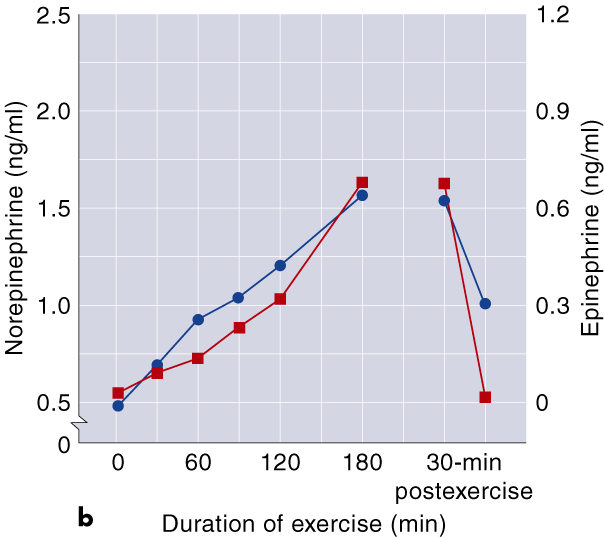 Norepinephrine (ng/ml)
2.5
2.0
1.5
1.0
0.5
0
1.2
0.9
0.6
0.3
0
Epinephrine (ng/ml)
0 60 120 180 30-min
postexercise
b Duration of exercise (min)